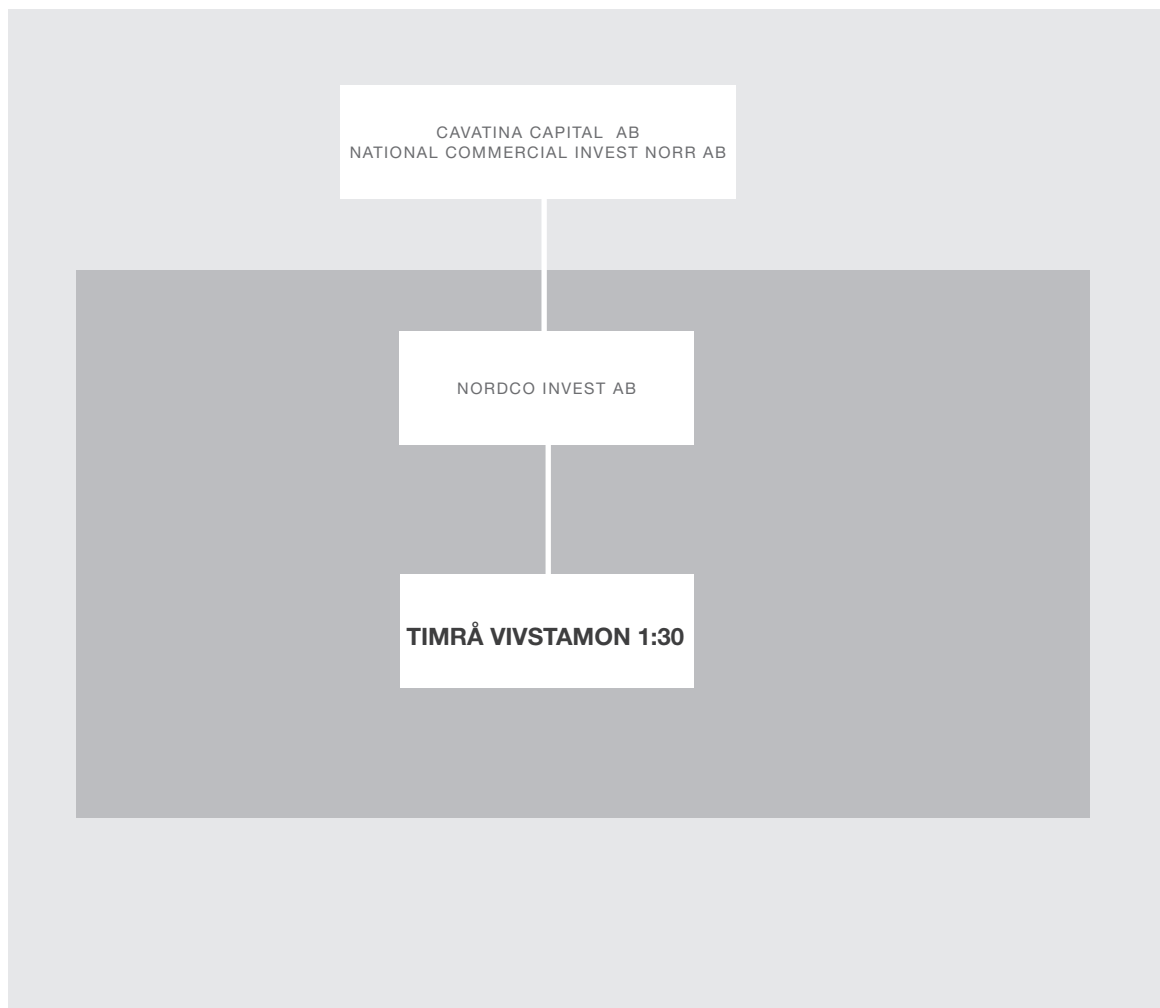 CAVATINA CAPITAL AB
NATIONAL COMMERCIAL INVEST NORR AB
NORDCO INVEST AB
TIMRÅ VIVSTAMON 1:30